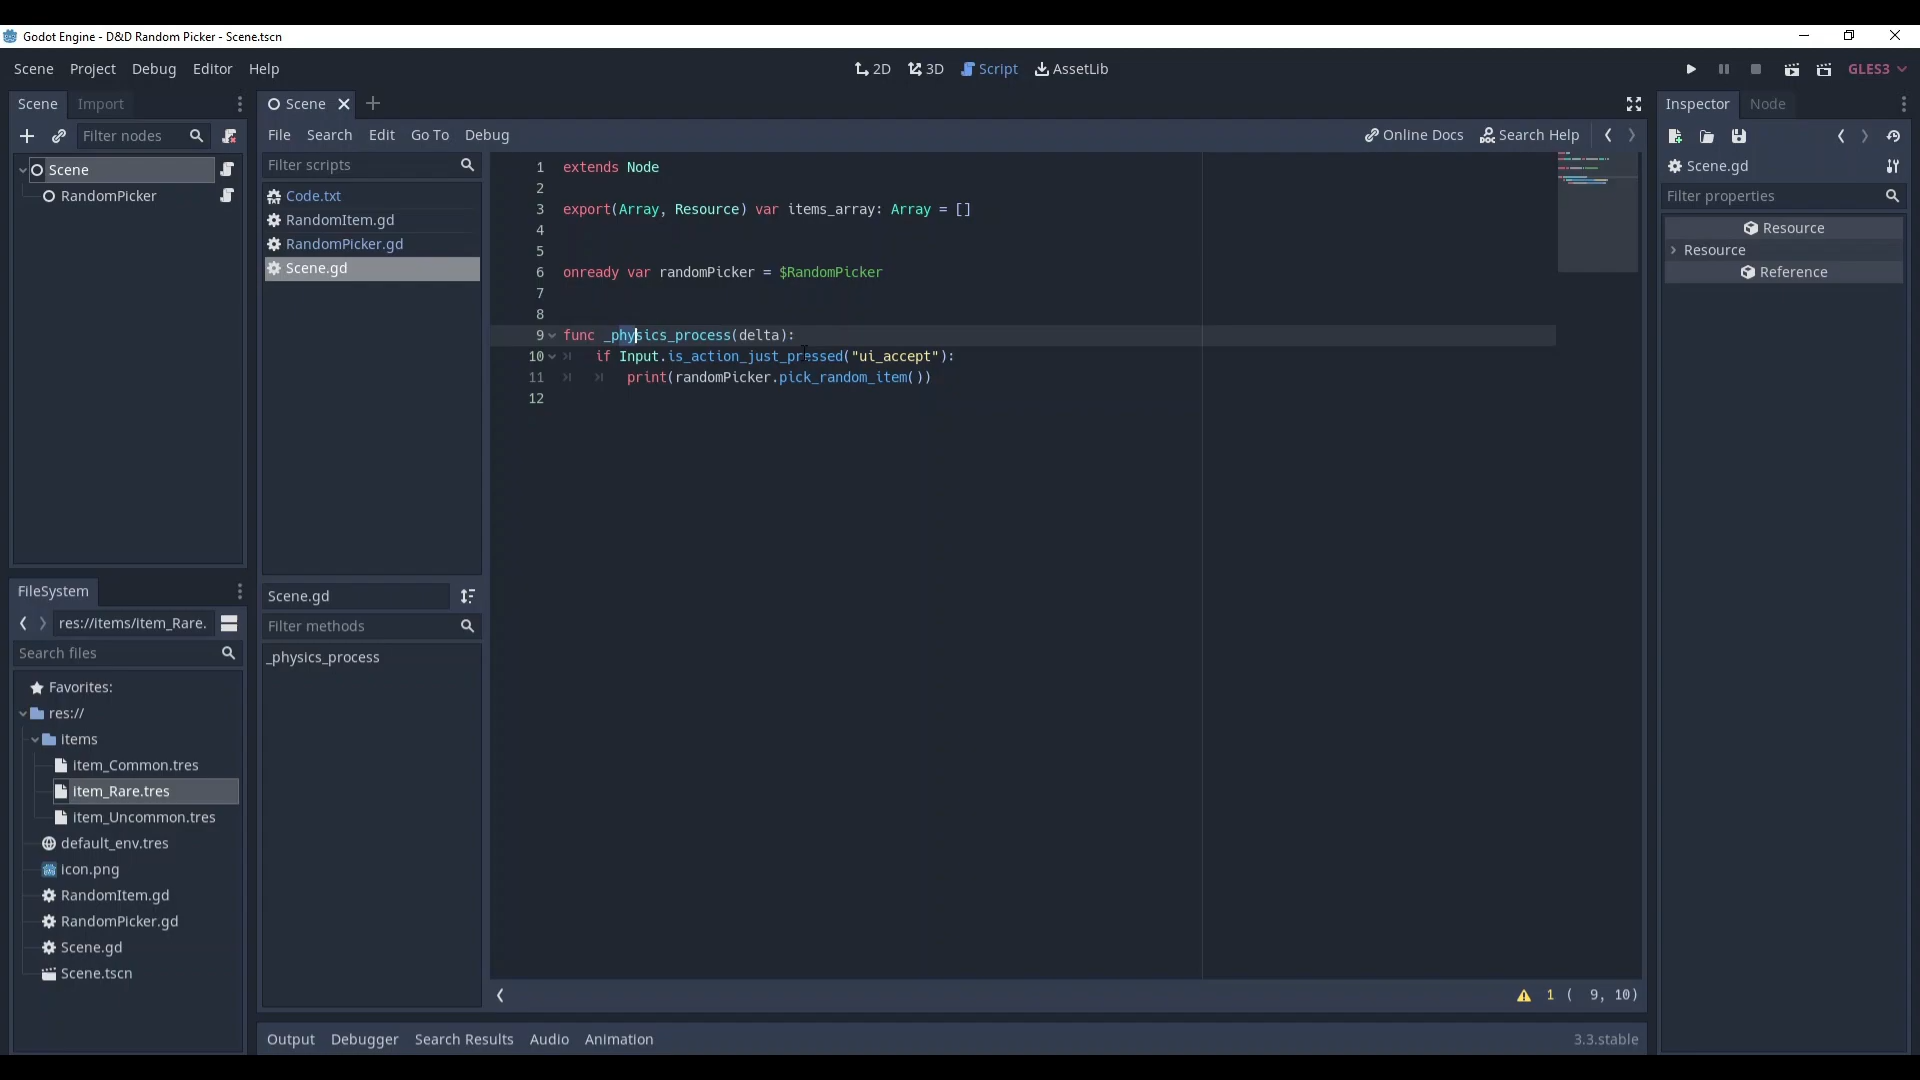 Godot Engine - D&D Random Picker - Scene.tscn
Scene Project Debug Editor Help
2D 3D Script AssetLib
GLES3
Scene Import
Filter nodes
Scene
RandomPicker
FileSystem
res://items/item_Rare.
Search files
Favorites:
res://
items
item_Common.tres
item_Rare.tres
item_Uncommon.tres
default_env.tres
icon.png
RandomItem.gd
RandomPicker.gd
Scene.gd
Scene.tscn
Scene
File Search Edit Go To Debug
Online Docs Search Help
Filter scripts
Code.txt
RandomItem.gd
RandomPicker.gd
Scene.gd
Scene.gd
Filter methods
_physics_process
1 extends Node
2
3 export(Array, Resource) var items_array: Array = []
4
5
6 onready var randomPicker = $RandomPicker
7
8
9 func _physics_process(delta):
10 if Input.is_action_just_pressed("ui_accept"):
11 print(randomPicker.pick_random_item())
12
1 ( 9, 10)
Output Debugger Search Results Audio Animation
3.3.stable
Inspector Node
Scene.gd
Filter properties
Resource
Resource
Reference